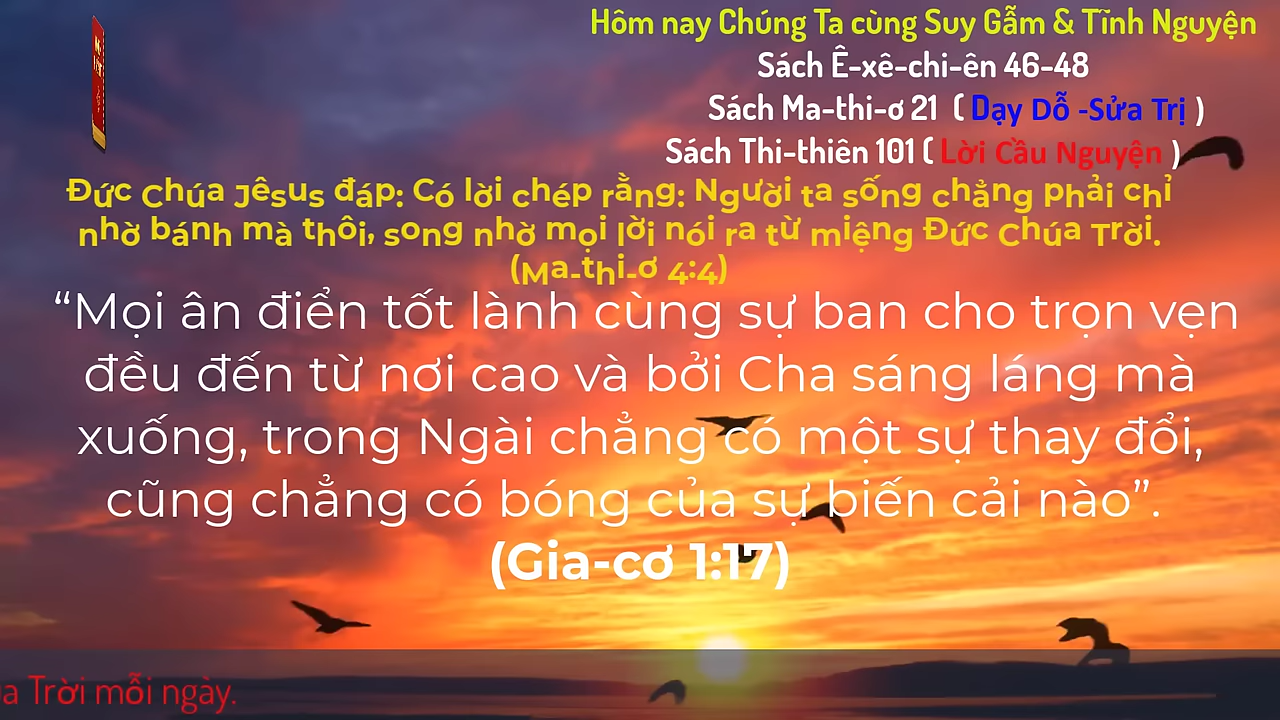 Hôm nay Chúng Ta cùng Suy Gẫm & Tĩnh Nguyện
Sách Ê-xê-chi-ên 46-48
Sách Ma-thi-ơ 21 ( Dạy Dỗ -Sửa Trị )
Sách Thi-thiên 101 ( Lời Cầu Nguyện )
Đức Chúa Jêsus đáp: Có lời chép rằng: Người ta sống chẳng phải chỉ
nhờ bánh mà thôi, song nhờ mọi lời nói ra từ miệng Đức Chúa Trời.
(Ma-thi-ơ 4:4)
“Mọi ân điển tốt lành cùng sự ban cho trọn vẹn
đều đến từ nơi cao và bởi Cha sáng láng mà
xuống, trong Ngài chẳng có một sự thay đổi,
cũng chẳng có bóng của sự biến cải nào”.
(Gia-cơ 1:17)
Trời mỗi ngày.